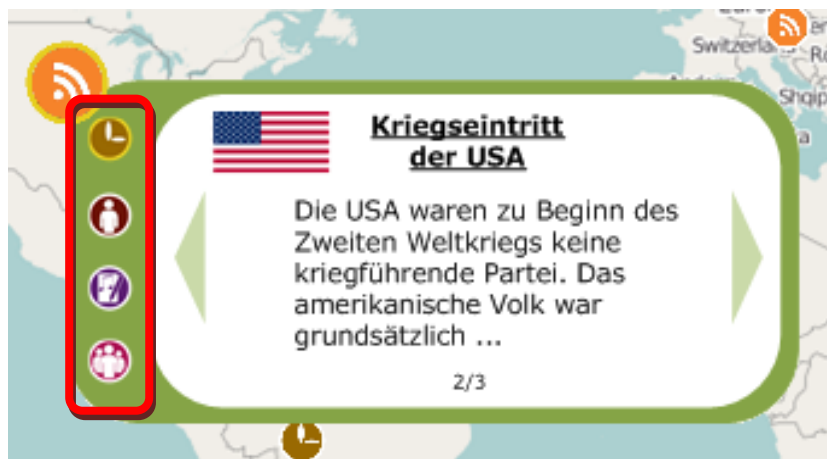 Switzerla
Shqip
Kriegseintritt
der USA
Die USA waren zu Beginn des
Zweiten Weltkriegs keine
kriegführende Partei. Das
amerikanische Volk war
grundsätzlich ...
2/3